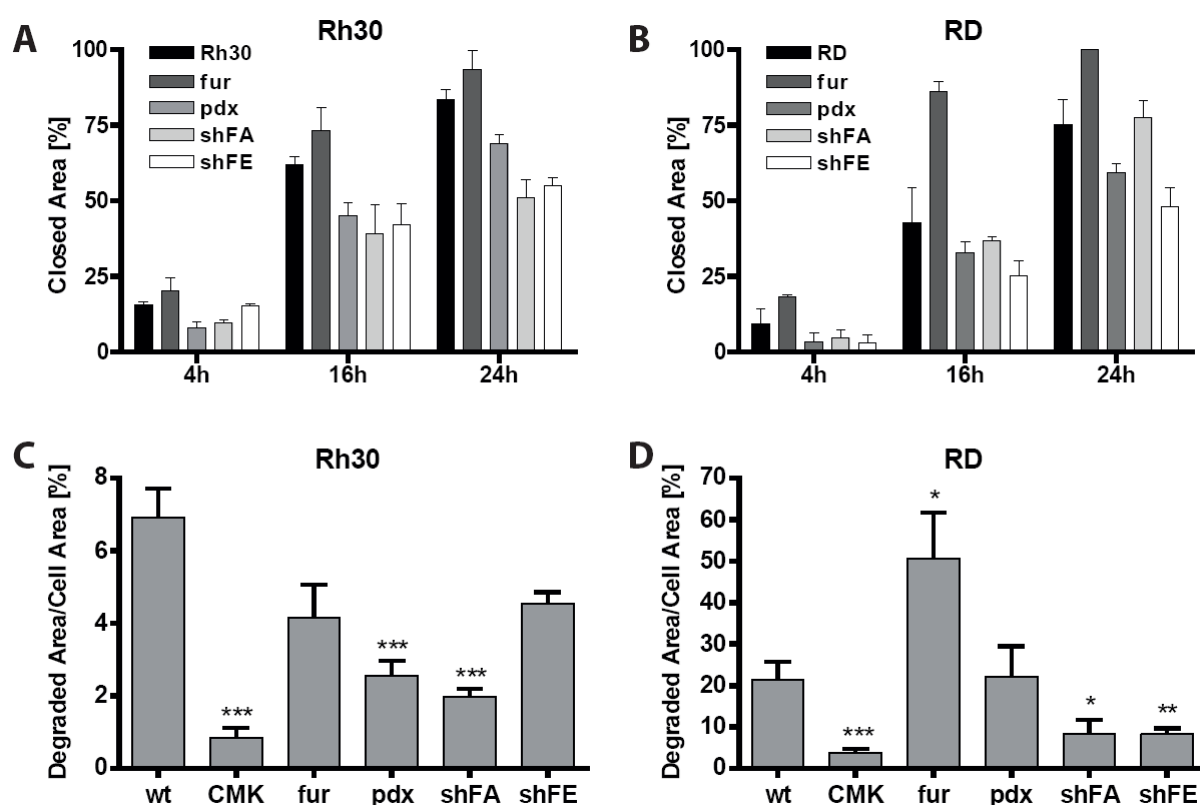 A
Rh30
Closed Area [%]
100
75
50
25
0
Rh30
fur
pdx
shFA
shFE
4h
16h
24h
B
RD
Closed Area [%]
100
75
50
25
0
RD
fur
pdx
shFA
shFE
4h
16h
24h
C
Rh30
Degraded Area/Cell Area [%]
8
6
4
2
0
***
***
***
wt
CMK
fur
pdx
shFA
shFE
D
RD
Degraded Area/Cell Area [%]
70
60
50
40
30
20
10
0
***
*
*
**
wt
CMK
fur
pdx
shFA
shFE